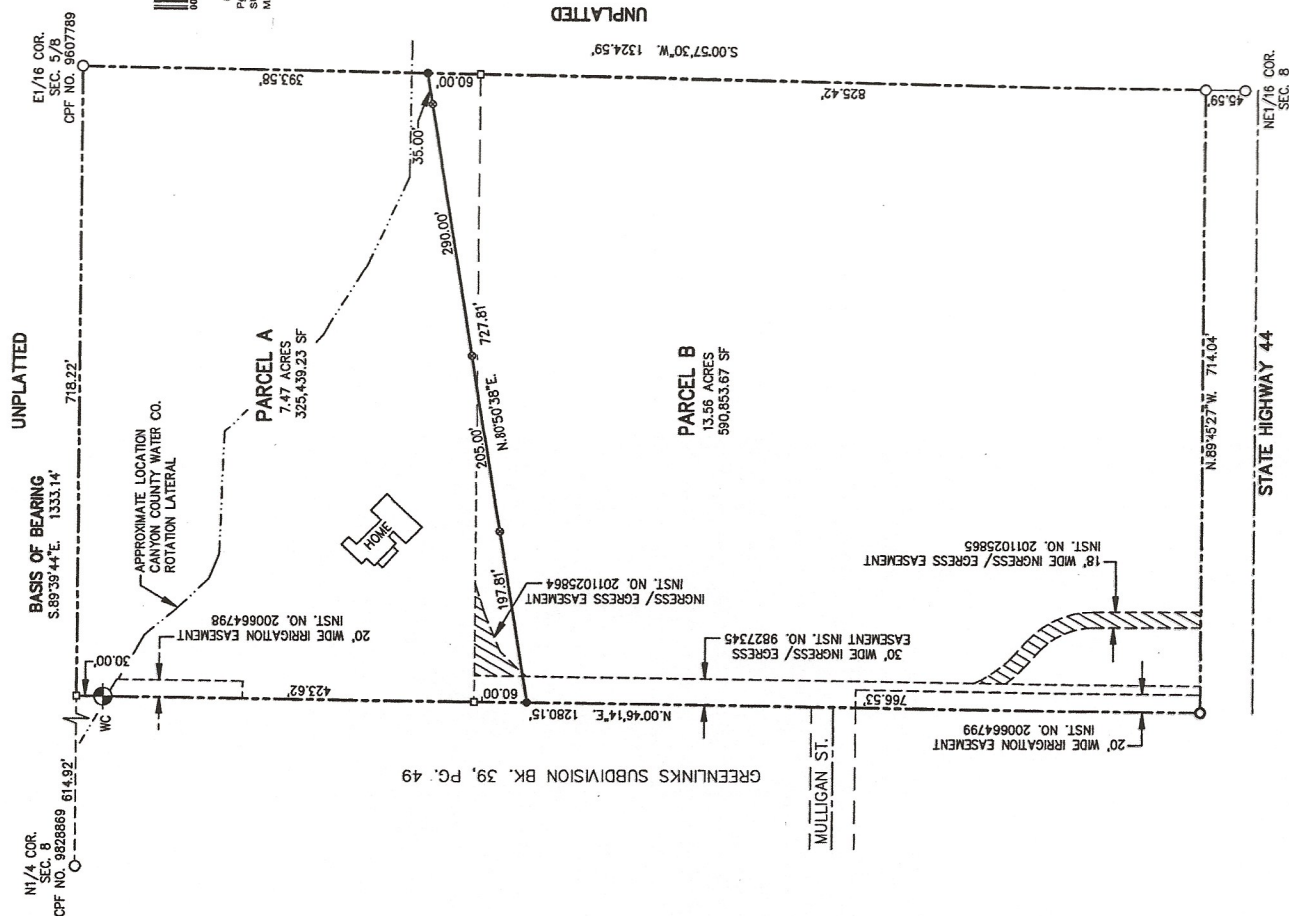 UNPLATTED
BASIS OF BEARING
S.89°39'44"E. 1333.14'
718.22'
E1/16 COR.
SEC. 5/8
CPF NO. 9607789
N1/4 COR.
SEC. 8
CPF NO. 9828869
614.92'
WC
30.00'
APPROXIMATE LOCATION
CANYON COUNTY WATER CO.
ROTATION LATERAL
20' WIDE IRRIGATION EASEMENT
INST. NO. 200664798
423.62'
PARCEL A
7.47 ACRES
325,439.23 SF
HOME
393.58'
60.00'
35.00'
290.00'
205.00'
727.81'
N.80°50'38"E.
197.81'
UNPLATTED
S.00°57'30"W. 1324.59'
825.42'
45.59'
PARCEL B
13.56 ACRES
590,853.67 SF
INGRESS/ EGRESS EASEMENT
INST. NO. 2011025864
60.00'
N.00°46'14"E. 1280.15'
30' WIDE INGRESS/ EGRESS
EASEMENT INST. NO. 9827345
GREENLINKS SUBDIVISION BK. 39, PG. 49
MULLIGAN ST.
766.53'
18' WIDE INGRESS/ EGRESS EASEMENT
INST. NO. 2011025865
20' WIDE IRRIGATION EASEMENT
INST. NO. 200664799
N.89°45'27"W. 714.04'
STATE HIGHWAY 44
NE1/16 COR.
SEC. 8